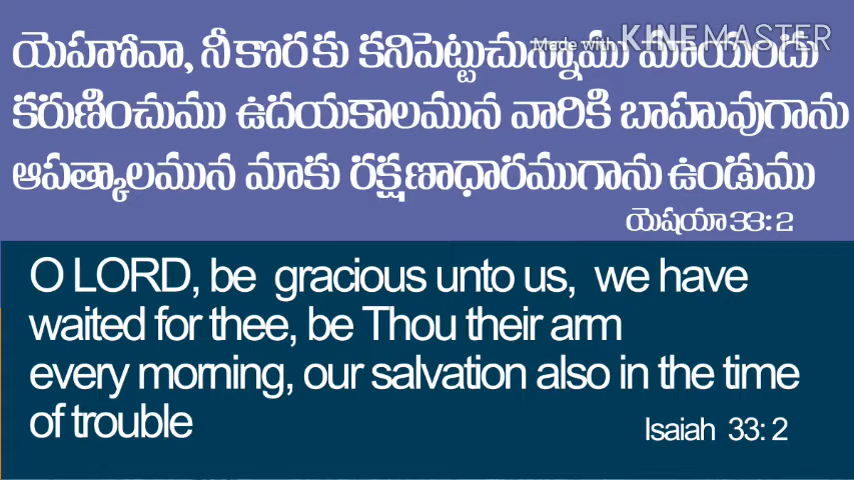 Made with KINEMASTER
యెహోవా, నీకొరకు కనిపెట్టుచున్నాము మాయందు
కరుణించుము ఉదయకాలమున వారికి బాహువుగాను
ఆపత్కాలమున మాకు రక్షణాధారముగాను ఉండుము
యెషయా 33: 2
O LORD, be gracious unto us, we have
waited for thee, be Thou their arm
every morning, our salvation also in the time
of trouble
Isaiah 33: 2